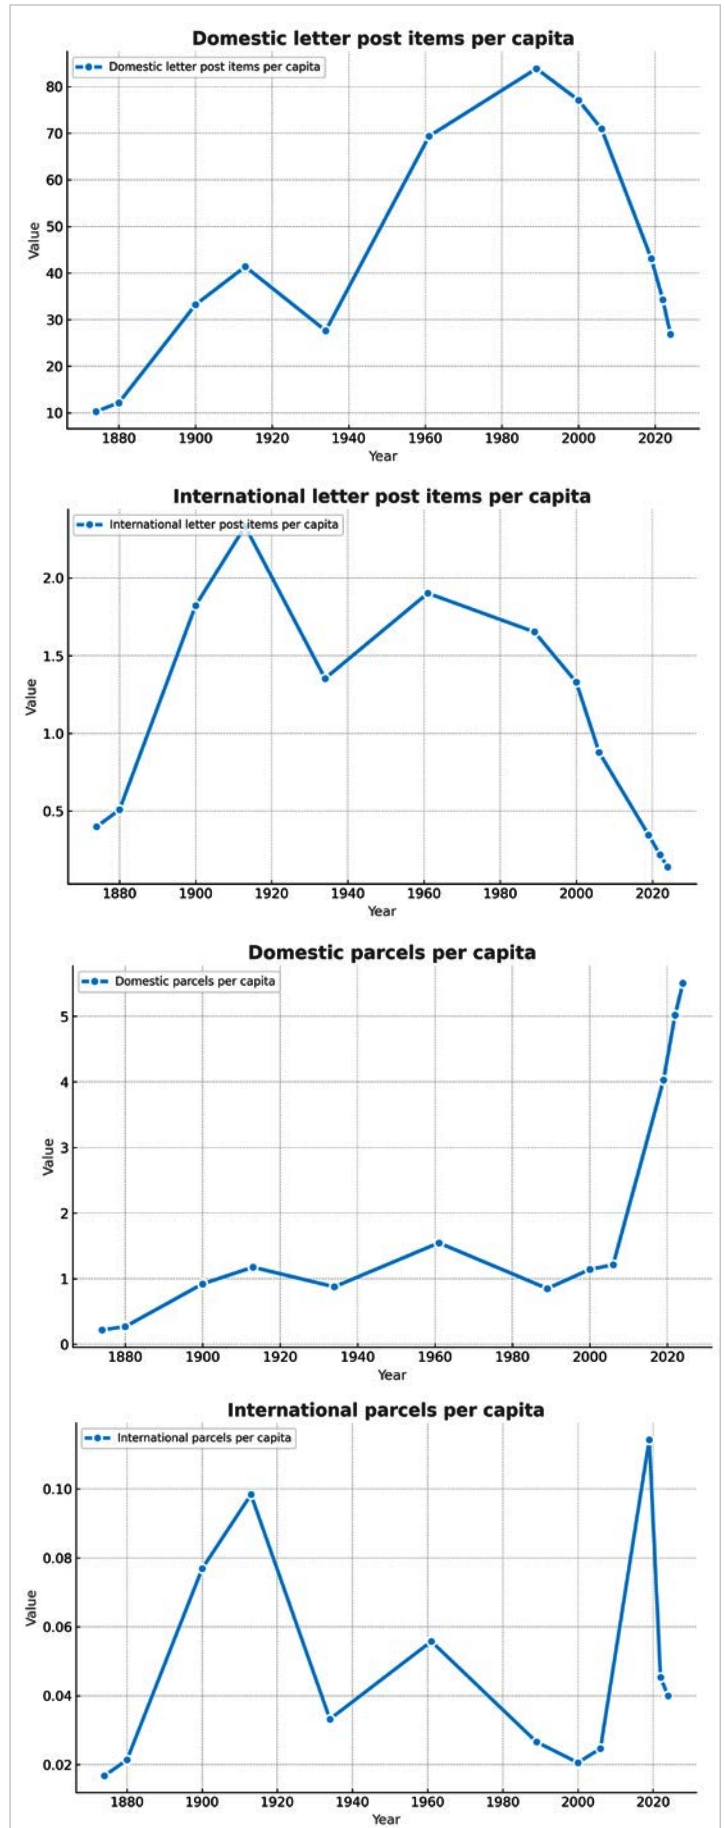 Domestic letter post items per capita
Domestic letter post items per capita
80
70
60
50
40
30
20
10
Value
1880 1900 1920 1940 1960 1980 2000 2020
Year
International letter post items per capita
International letter post items per capita
2.0
1.5
1.0
0.5
Value
1880 1900 1920 1940 1960 1980 2000 2020
Year
Domestic parcels per capita
Domestic parcels per capita
5
4
3
2
1
0
Value
1880 1900 1920 1940 1960 1980 2000 2020
Year
International parcels per capita
International parcels per capita
0.10
0.08
0.06
0.04
0.02
Value
1880 1900 1920 1940 1960 1980 2000 2020
Year